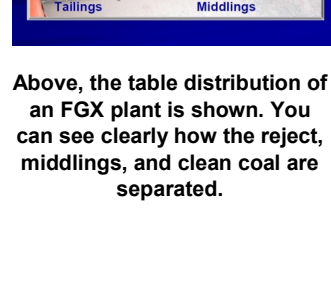 Tailings Middlings
Above, the table distribution of
an FGX plant is shown. You
can see clearly how the reject,
middlings, and clean coal are
separated.